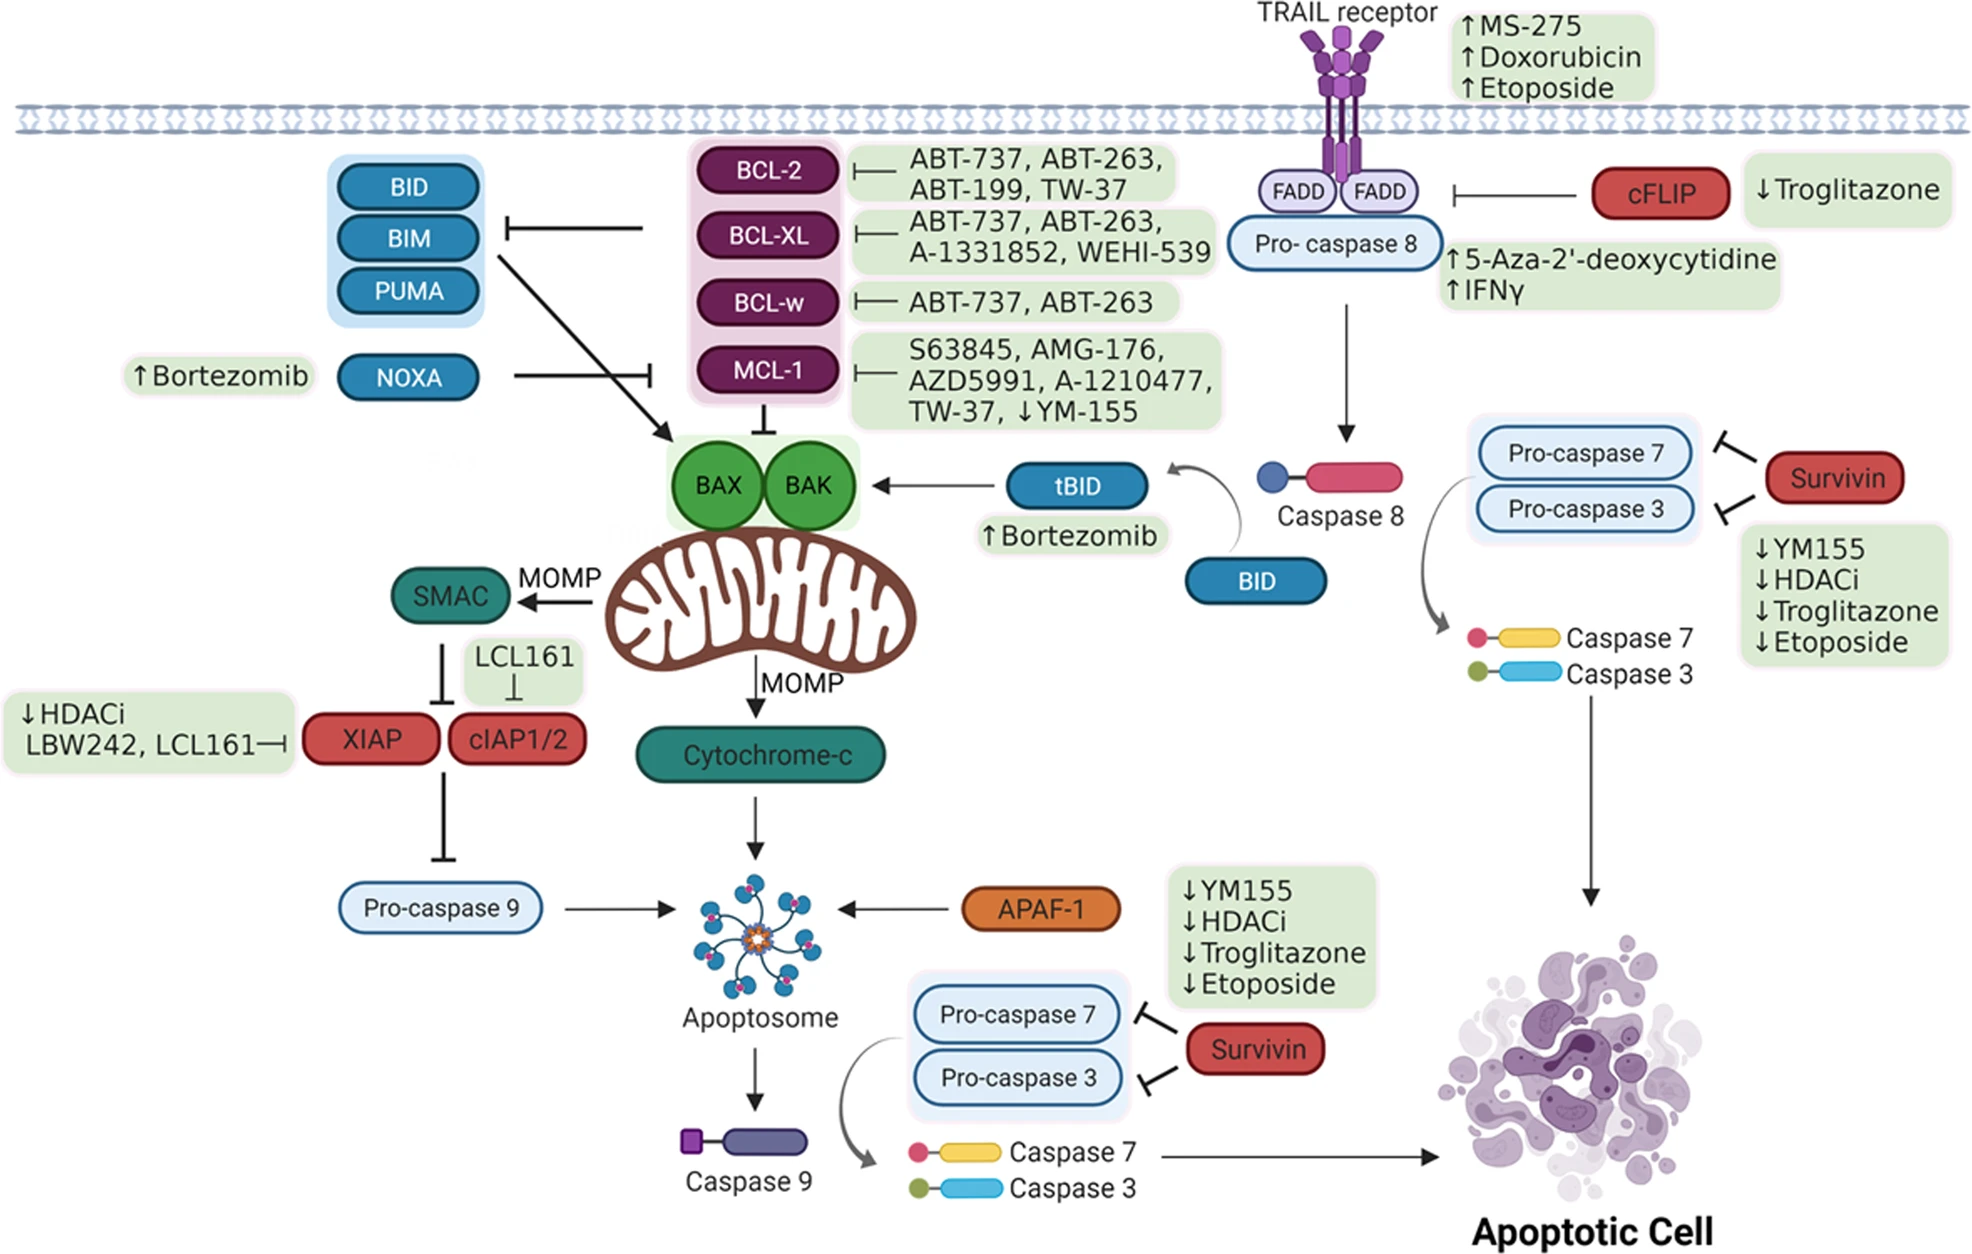 TRAIL receptor
↑MS-275
↑Doxorubicin
↑Etoposide
BID
BIM
PUMA
↑Bortezomib
NOXA
BCL-2
ABT-737, ABT-263,
ABT-199, TW-37
BCL-XL
ABT-737, ABT-263,
A-1331852, WEHI-539
BCL-w
ABT-737, ABT-263
MCL-1
S63845, AMG-176,
AZD5991, A-1210477,
TW-37, ↓YM-155
FADD
FADD
Pro- caspase 8
cFLIP
↓Troglitazone
↑5-Aza-2'-deoxycytidine
↑IFNγ
BAX
BAK
tBID
↑Bortezomib
BID
Caspase 8
Pro-caspase 7
Pro-caspase 3
Survivin
↓YM155
↓HDACi
↓Troglitazone
↓Etoposide
Caspase 7
Caspase 3
SMAC
MOMP
MOMP
LCL161
↓HDACi
LBW242, LCL161
XIAP
cIAP1/2
Cytochrome-c
Pro-caspase 9
APAF-1
Apoptosome
↓YM155
↓HDACi
↓Troglitazone
↓Etoposide
Pro-caspase 7
Pro-caspase 3
Survivin
Caspase 9
Caspase 7
Caspase 3
Apoptotic Cell